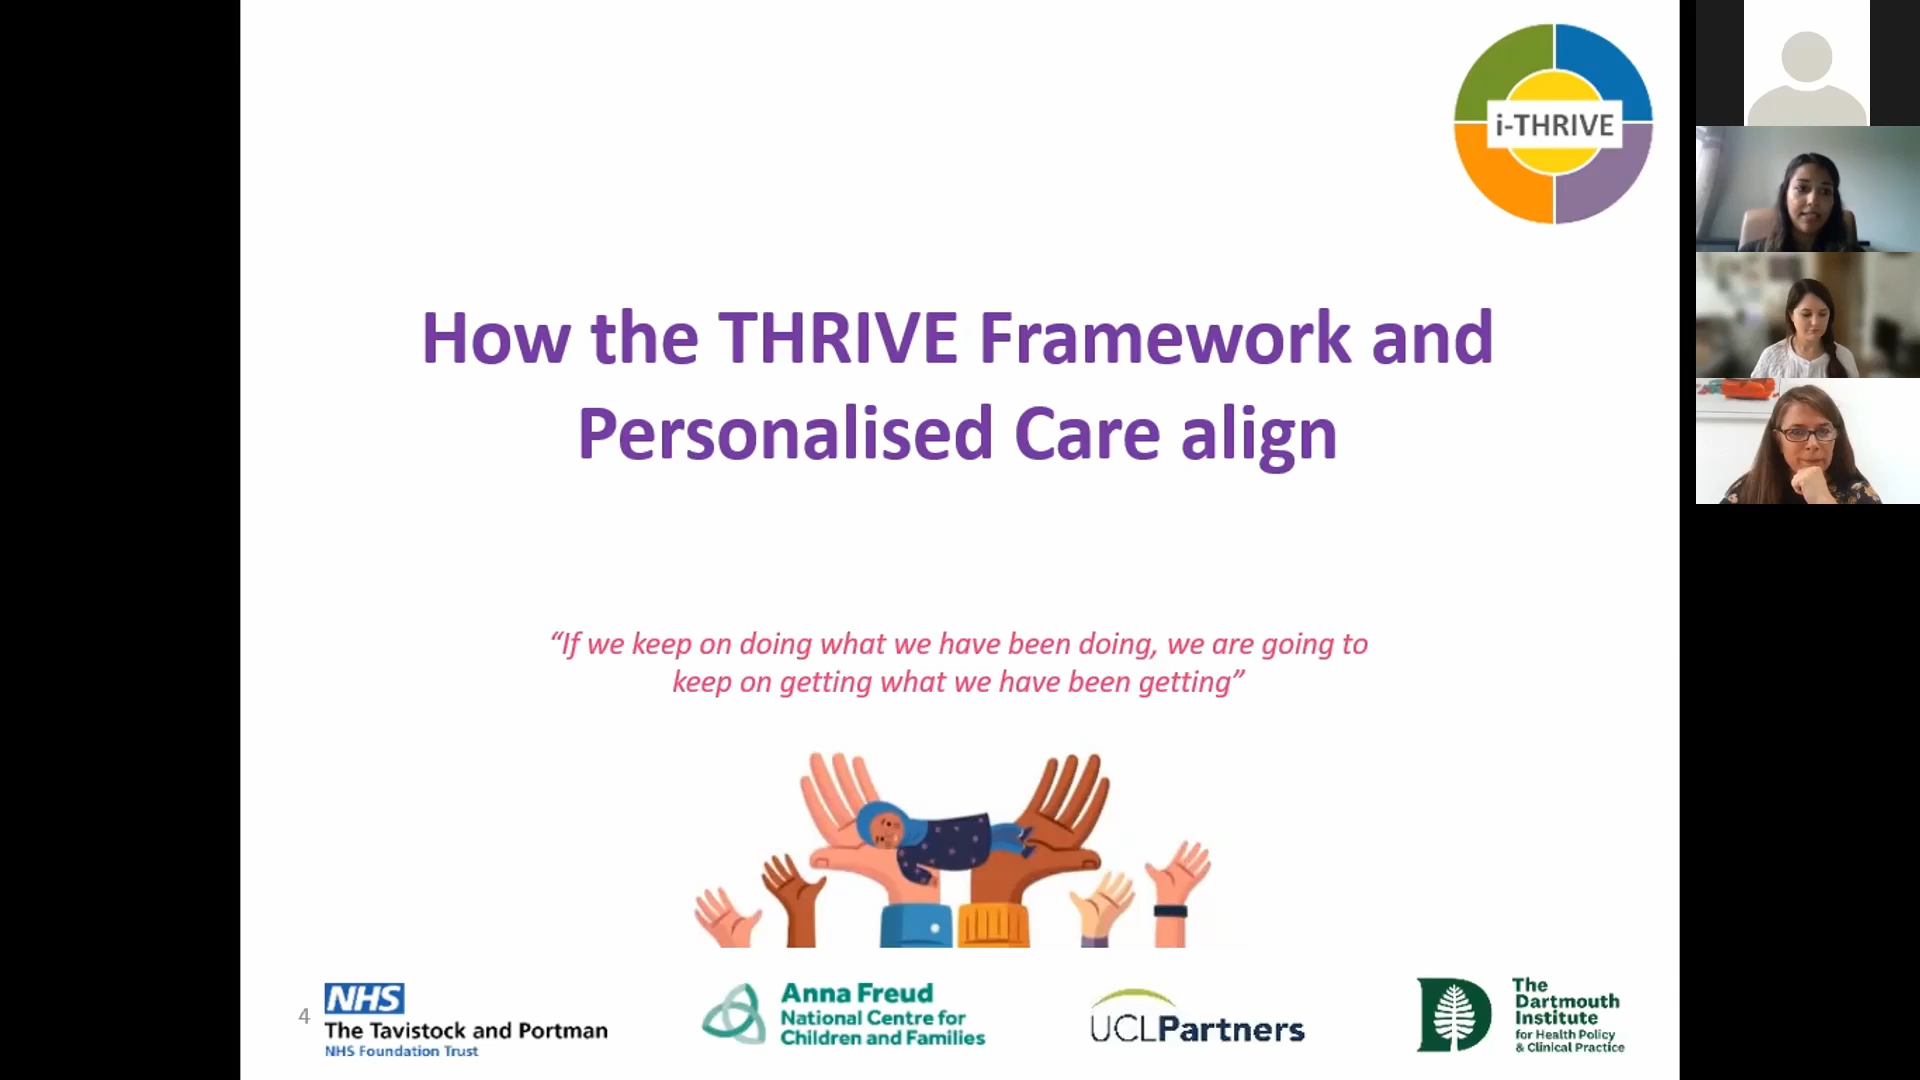 i-THRIVE
How the THRIVE Framework and
Personalised Care align
“If we keep on doing what we have been doing, we are going to
keep on getting what we have been getting”
4
NHS
The Tavistock and Portman
NHS Foundation Trust
Anna Freud
National Centre for
Children and Families
UCLPartners
The
Dartmouth
Institute
for Health Policy
& Clinical Practice